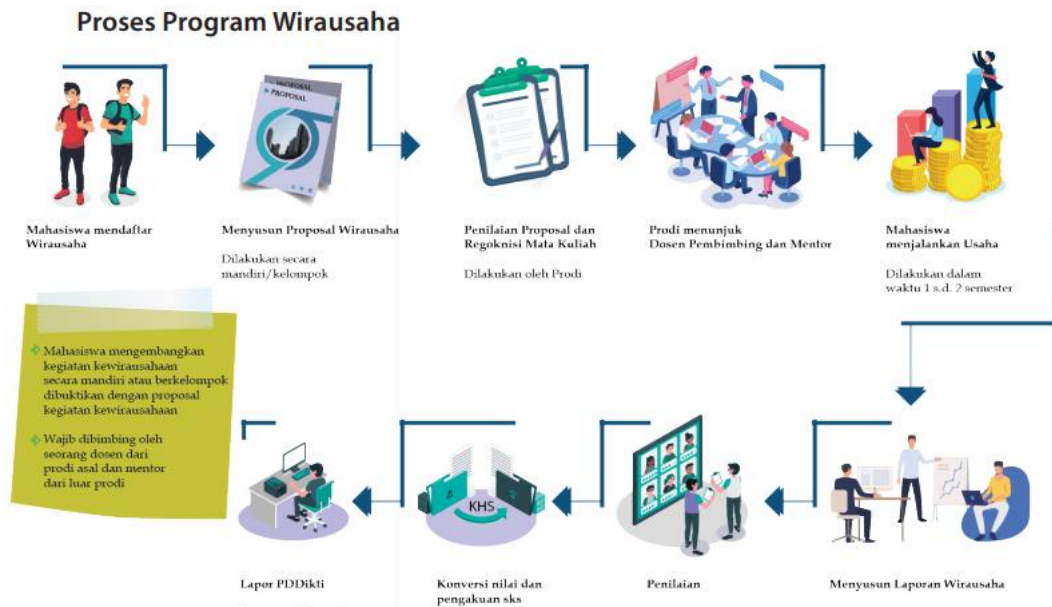 Proses Program Wirausaha
PROPOSAL
PROPOSAL
Mahasiswa mendaftar
Wirausaha
Menyusun Proposal Wirausaha
Dilakukan secara
mandiri/kelompok
Penilaian Proposal dan
Regoknisi Mata Kuliah
Dilakukan oleh Prodi
Prodi menunjuk
Dosen Pembimbing dan Mentor
Mahasiswa
menjalankan Usaha
Dilakukan dalam
waktu 1 s.d. 2 semester
Mahasiswa mengembangkan
kegiatan kewirausahaan
secara mandiri atau berkelompok
dibuktikan dengan proposal
kegiatan kewirausahaan
Wajib dibimbing oleh
seorang dosen dari
prodi asal dan mentor
dari luar prodi
KHS
Lapor PDDikti
Konversi nilai dan
pengakuan sks
Penilaian
Menyusun Laporan Wirausaha